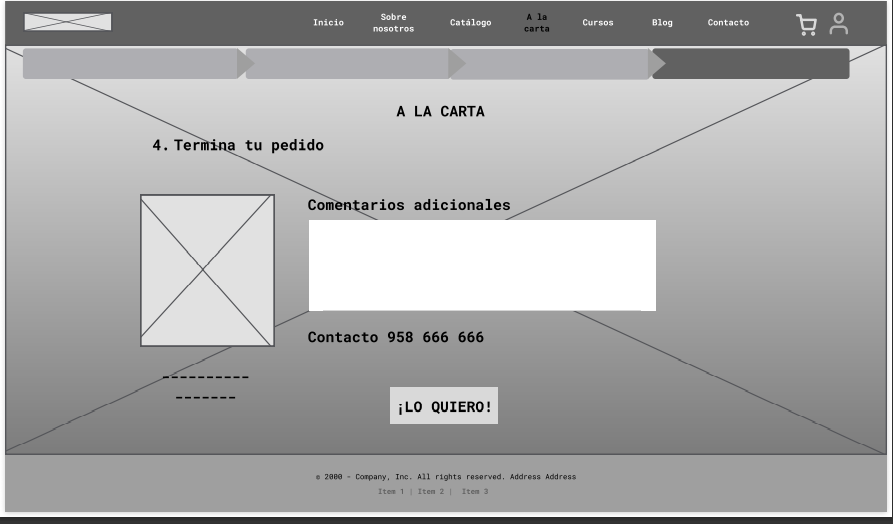 Inicio
Sobre
nosotros
Catálogo
A la
carta
Cursos
Blog
Contacto
A LA CARTA
4. Termina tu pedido
Comentarios adicionales
Contacto 958 666 666
¡LO QUIERO!
© 2000 - Company, Inc. All rights reserved. Address Address
Item 1 | Item 2 | Item 3